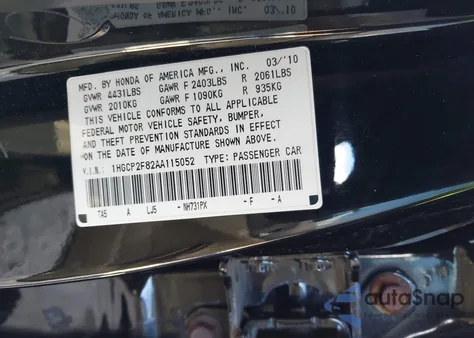 MFD. BY HONDA OF AMERICA MFG., INC. 03/'10
GVWR 4431LBS GAWR F 2403LBS R 2061LBS
GVWR 2010KG GAWR F 1090KG R 935KG
THIS VEHICLE CONFORMS TO ALL APPLICABLE
FEDERAL MOTOR VEHICLE SAFETY, BUMPER,
AND THEFT PREVENTION STANDARDS IN EFFECT
ON THE DATE OF MANUFACTURE SHOWN ABOVE.
V.I.N.: 1HGCP2F82AA115052 TYPE: PASSENGER CAR
TA5 A LJ5 - NH731PX - F - A
autoSnap